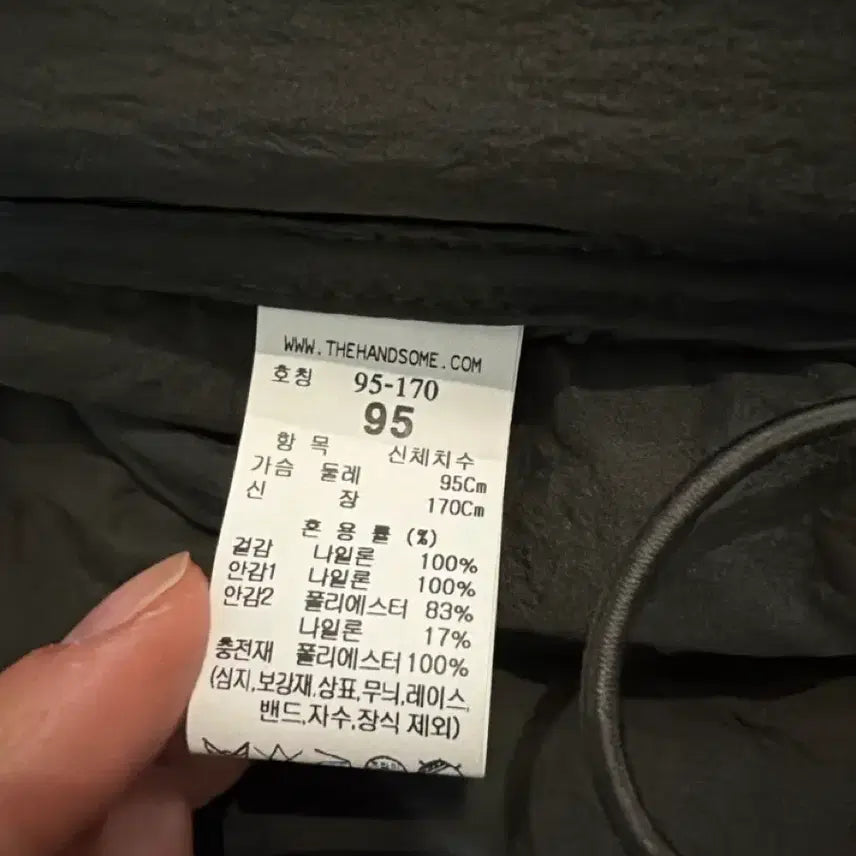 WWW.THEHANDSOME.COM
호칭 95-170
95
항 목 신체치수
가슴 둘레 95Cm
신 장 170Cm
혼 용 률 (%)
겉감 나일론 100%
안감1 나일론 100%
안감2 폴리에스터 83%
나일론 17%
충전재 폴리에스터 100%
(심지,보강재,상표,무늬,레이스,
밴드,자수,장식 제외)